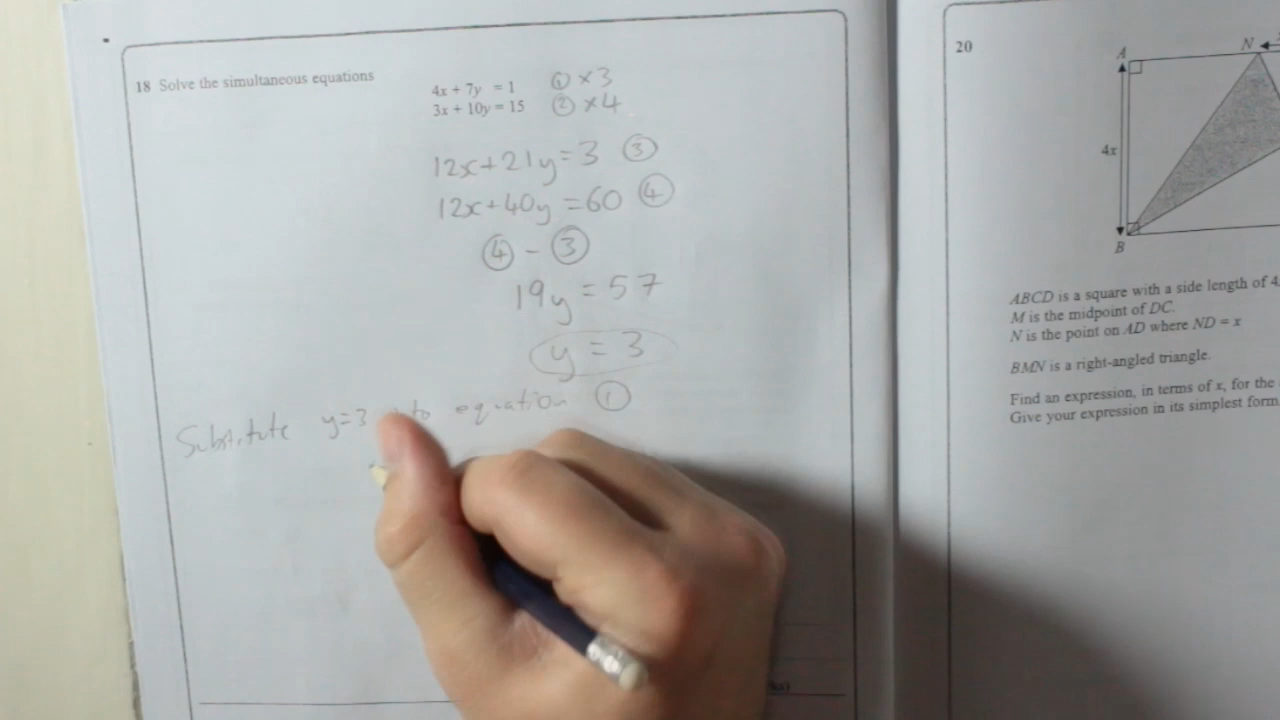 18 Solve the simultaneous equations
4x + 7y = 1 ① ×3
3x + 10y = 15 ② ×4
12x+21y=3 ③
12x+40y=60 ④
④ - ③
19y = 57
y = 3
Substitute y=3 into equation ①
20
A
N
4x
B
ABCD is a square with a side length of 4
M is the midpoint of DC.
N is the point on AD where ND = x
BMN is a right-angled triangle.
Find an expression, in terms of x, for the
Give your expression in its simplest form